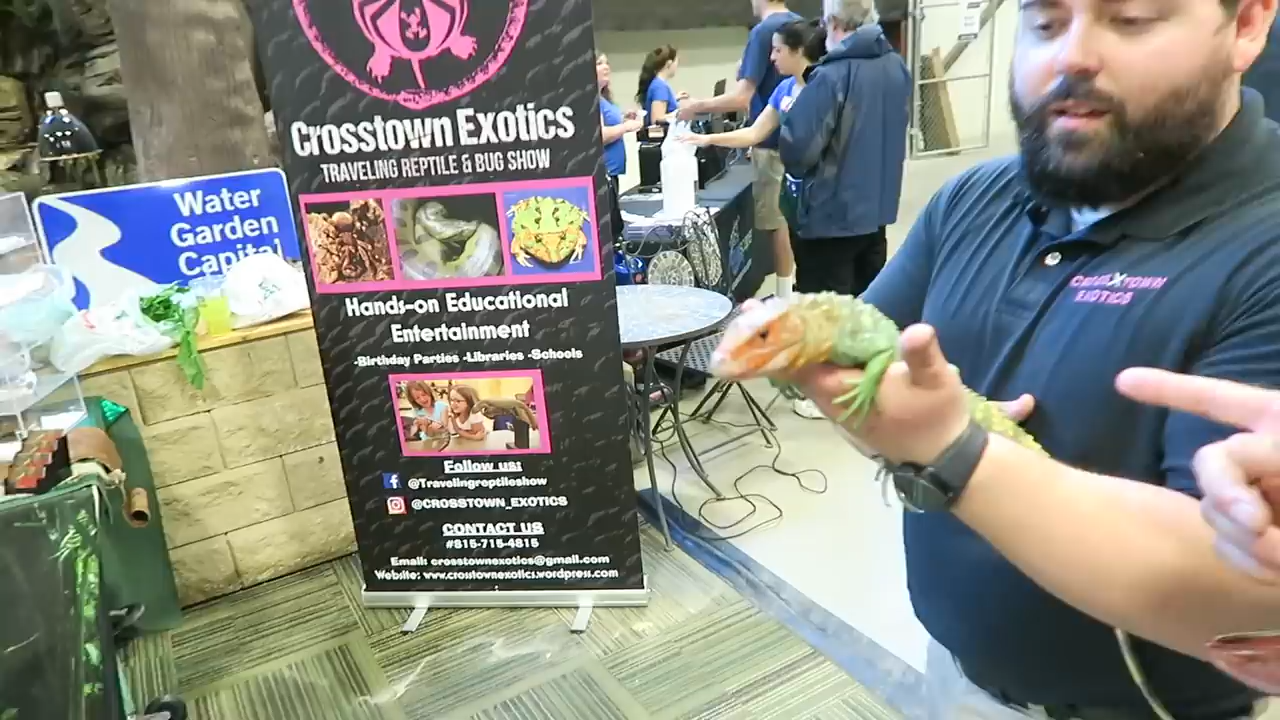 Crosstown Exotics
TRAVELING REPTILE & BUG SHOW
Water
Garden
Capital
Hands-on Educational
Entertainment
-Birthday Parties -Libraries -Schools
Follow us:
@Travelingreptileshow
@CROSSTOWN_EXOTICS
CONTACT US
#815-715-4815
Email: crosstownexotics@gmail.com
Website: www.crosstownexotics.wordpress.com
CROSSTOWN
EXOTICS